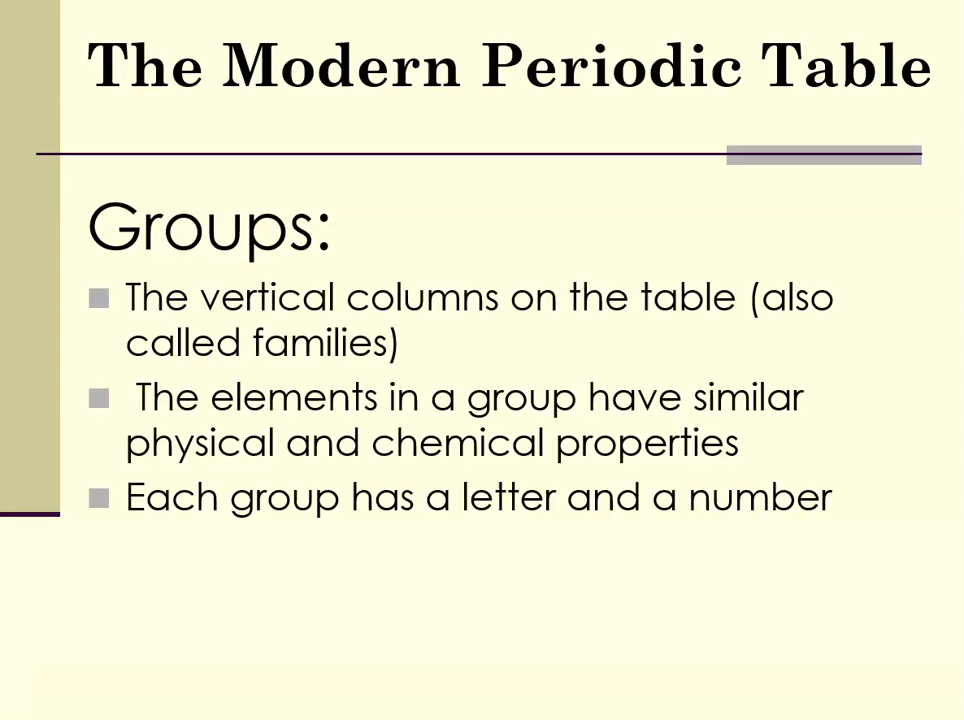 The Modern Periodic Table
Groups:
The vertical columns on the table (also
called families)
The elements in a group have similar
physical and chemical properties
Each group has a letter and a number